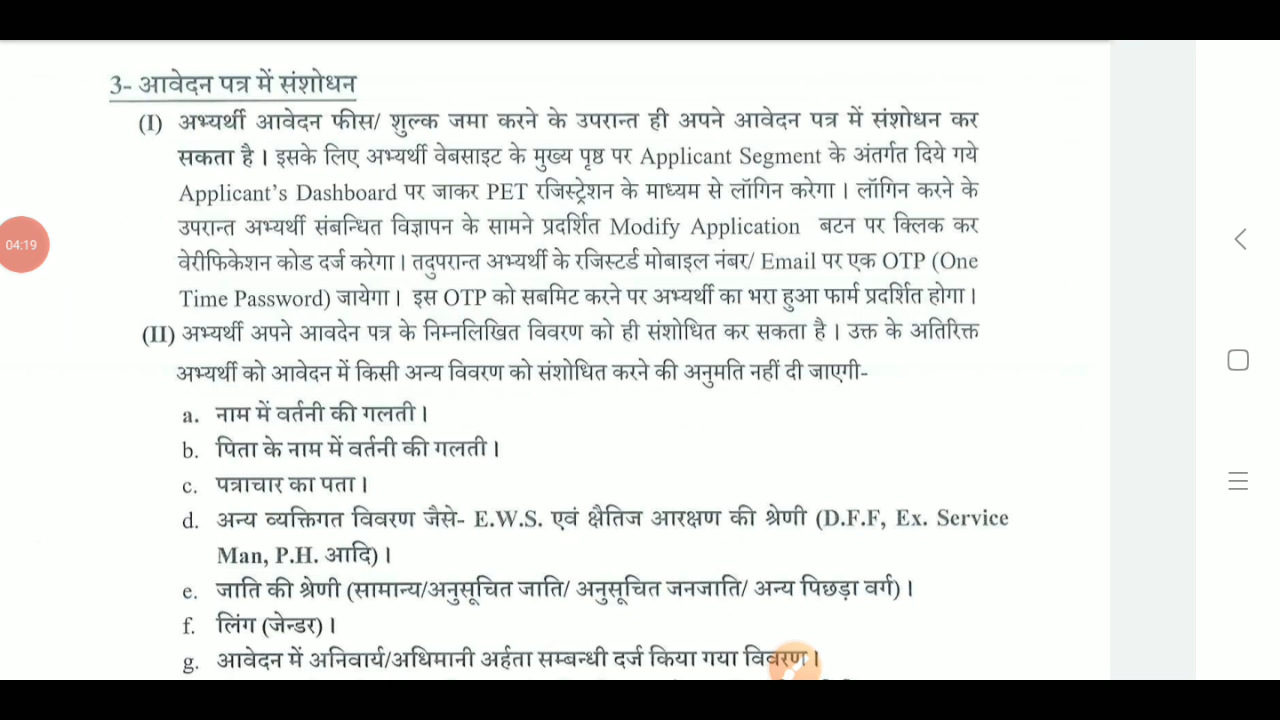 3- आवेदन पत्र में संशोधन
(I) अभ्यर्थी आवेदन फीस/ शुल्क जमा करने के उपरान्त ही अपने आवेदन पत्र में संशोधन कर
सकता है। इसके लिए अभ्यर्थी वेबसाइट के मुख्य पृष्ठ पर Applicant Segment के अंतर्गत दिये गये
Applicant's Dashboard पर जाकर PET रजिस्ट्रेशन के माध्यम से लॉगिन करेगा। लॉगिन करने के
04:19
उपरान्त अभ्यर्थी संबन्धित विज्ञापन के सामने प्रदर्शित Modify Application बटन पर क्लिक कर
वेरीफिकेशन कोड दर्ज करेगा। तदुपरान्त अभ्यर्थी के रजिस्टर्ड मोबाइल नंबर/ Email पर एक OTP (One
Time Password) जायेगा। इस OTP को सबमिट करने पर अभ्यर्थी का भरा हुआ फार्म प्रदर्शित होगा।
(II) अभ्यर्थी अपने आवदेन पत्र के निम्नलिखित विवरण को ही संशोधित कर सकता है। उक्त के अतिरिक्त
अभ्यर्थी को आवेदन में किसी अन्य विवरण को संशोधित करने की अनुमति नहीं दी जाएगी-
a. नाम में वर्तनी की गलती।
b. पिता के नाम में वर्तनी की गलती।
c. पत्राचार का पता।
d. अन्य व्यक्तिगत विवरण जैसे- E.W.S. एवं क्षैतिज आरक्षण की श्रेणी (D.F.F, Ex. Service
Man, P.H. आदि)।
e. जाति की श्रेणी (सामान्य/अनुसूचित जाति/ अनुसूचित जनजाति/ अन्य पिछड़ा वर्ग)।
f. लिंग (जेन्डर)।
g. आवेदन में अनिवार्य/अधिमानी अर्हता सम्बन्धी दर्ज किया गया विवरण।